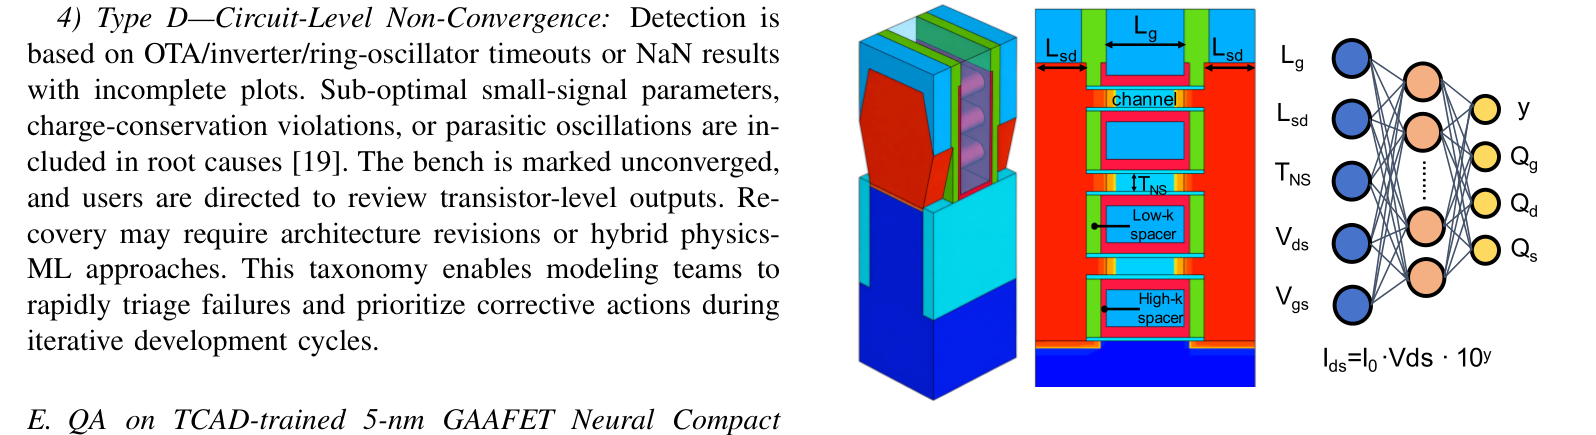 4) Type D—Circuit-Level Non-Convergence: Detection is
based on OTA/inverter/ring-oscillator timeouts or NaN results
with incomplete plots. Sub-optimal small-signal parameters,
charge-conservation violations, or parasitic oscillations are in-
cluded in root causes [19]. The bench is marked unconverged,
and users are directed to review transistor-level outputs. Re-
covery may require architecture revisions or hybrid physics-
ML approaches. This taxonomy enables modeling teams to
rapidly triage failures and prioritize corrective actions during
iterative development cycles.
E. QA on TCAD-trained 5-nm GAAFET Neural Compact
Lg
Lsd
Lsd
channel
TNS
Low-k
spacer
High-k
spacer
Lg
Lsd
TNS
Vds
Vgs
y
Qg
Qd
Qs
Ids=I0 ·Vds · 10y